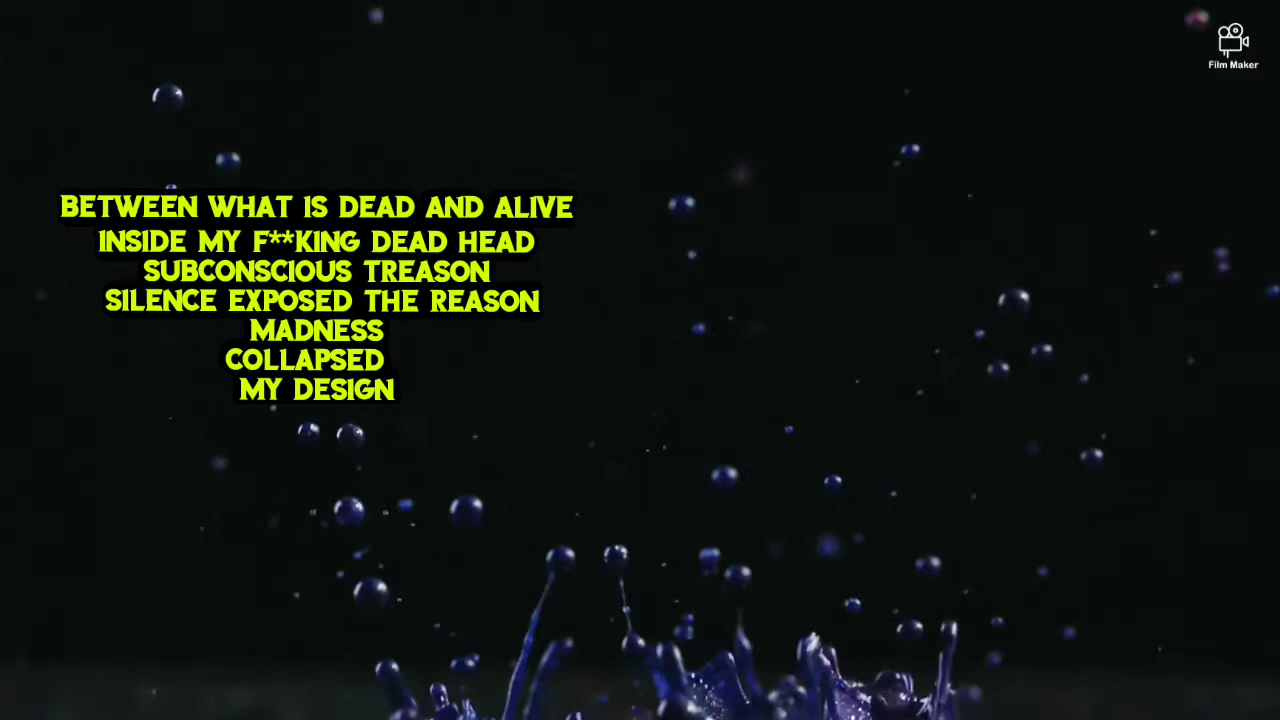 Film Maker
BETWEEN WHAT IS DEAD AND ALIVE
INSIDE MY F**KING DEAD HEAD
SUBCONSCIOUS TREASON
SILENCE EXPOSED THE REASON
MADNESS
COLLAPSED
MY DESIGN